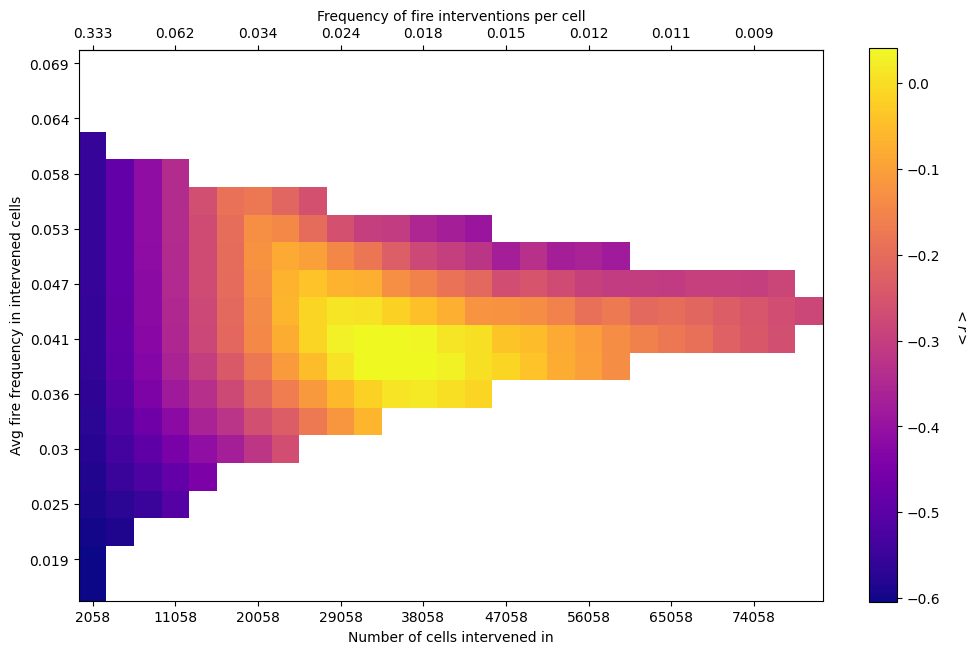 Frequency of fire interventions per cell
0.333 0.062 0.034 0.024 0.018 0.015 0.012 0.011 0.009
0.069
0.064
0.058
0.053
0.047
0.041
0.036
0.03
0.025
0.019
Avg fire frequency in intervened cells
2058 11058 20058 29058 38058 47058 56058 65058 74058
Number of cells intervened in
0.0
−0.1
−0.2
−0.3
−0.4
−0.5
−0.6
< r >